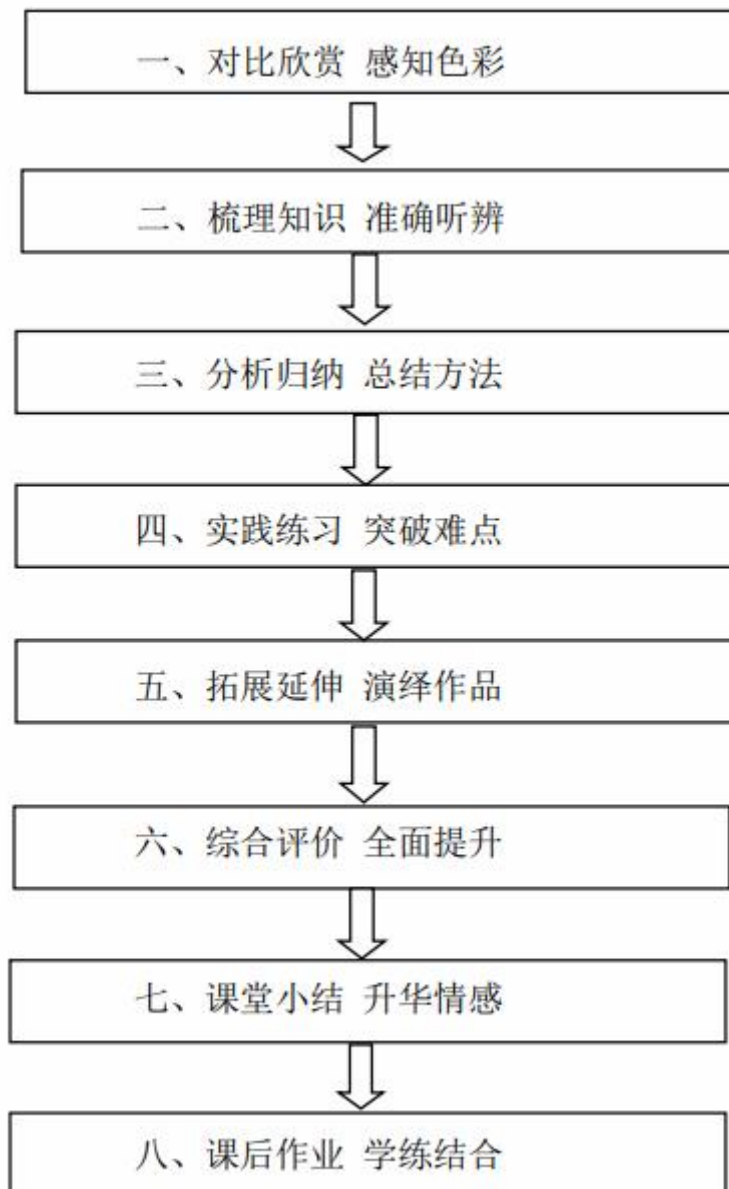 一、对比欣赏 感知色彩
二、梳理知识 准确听辨
三、分析归纳 总结方法
四、实践练习 突破难点
五、拓展延伸 演绎作品
六、综合评价 全面提升
七、课堂小结 升华情感
八、课后作业 学练结合